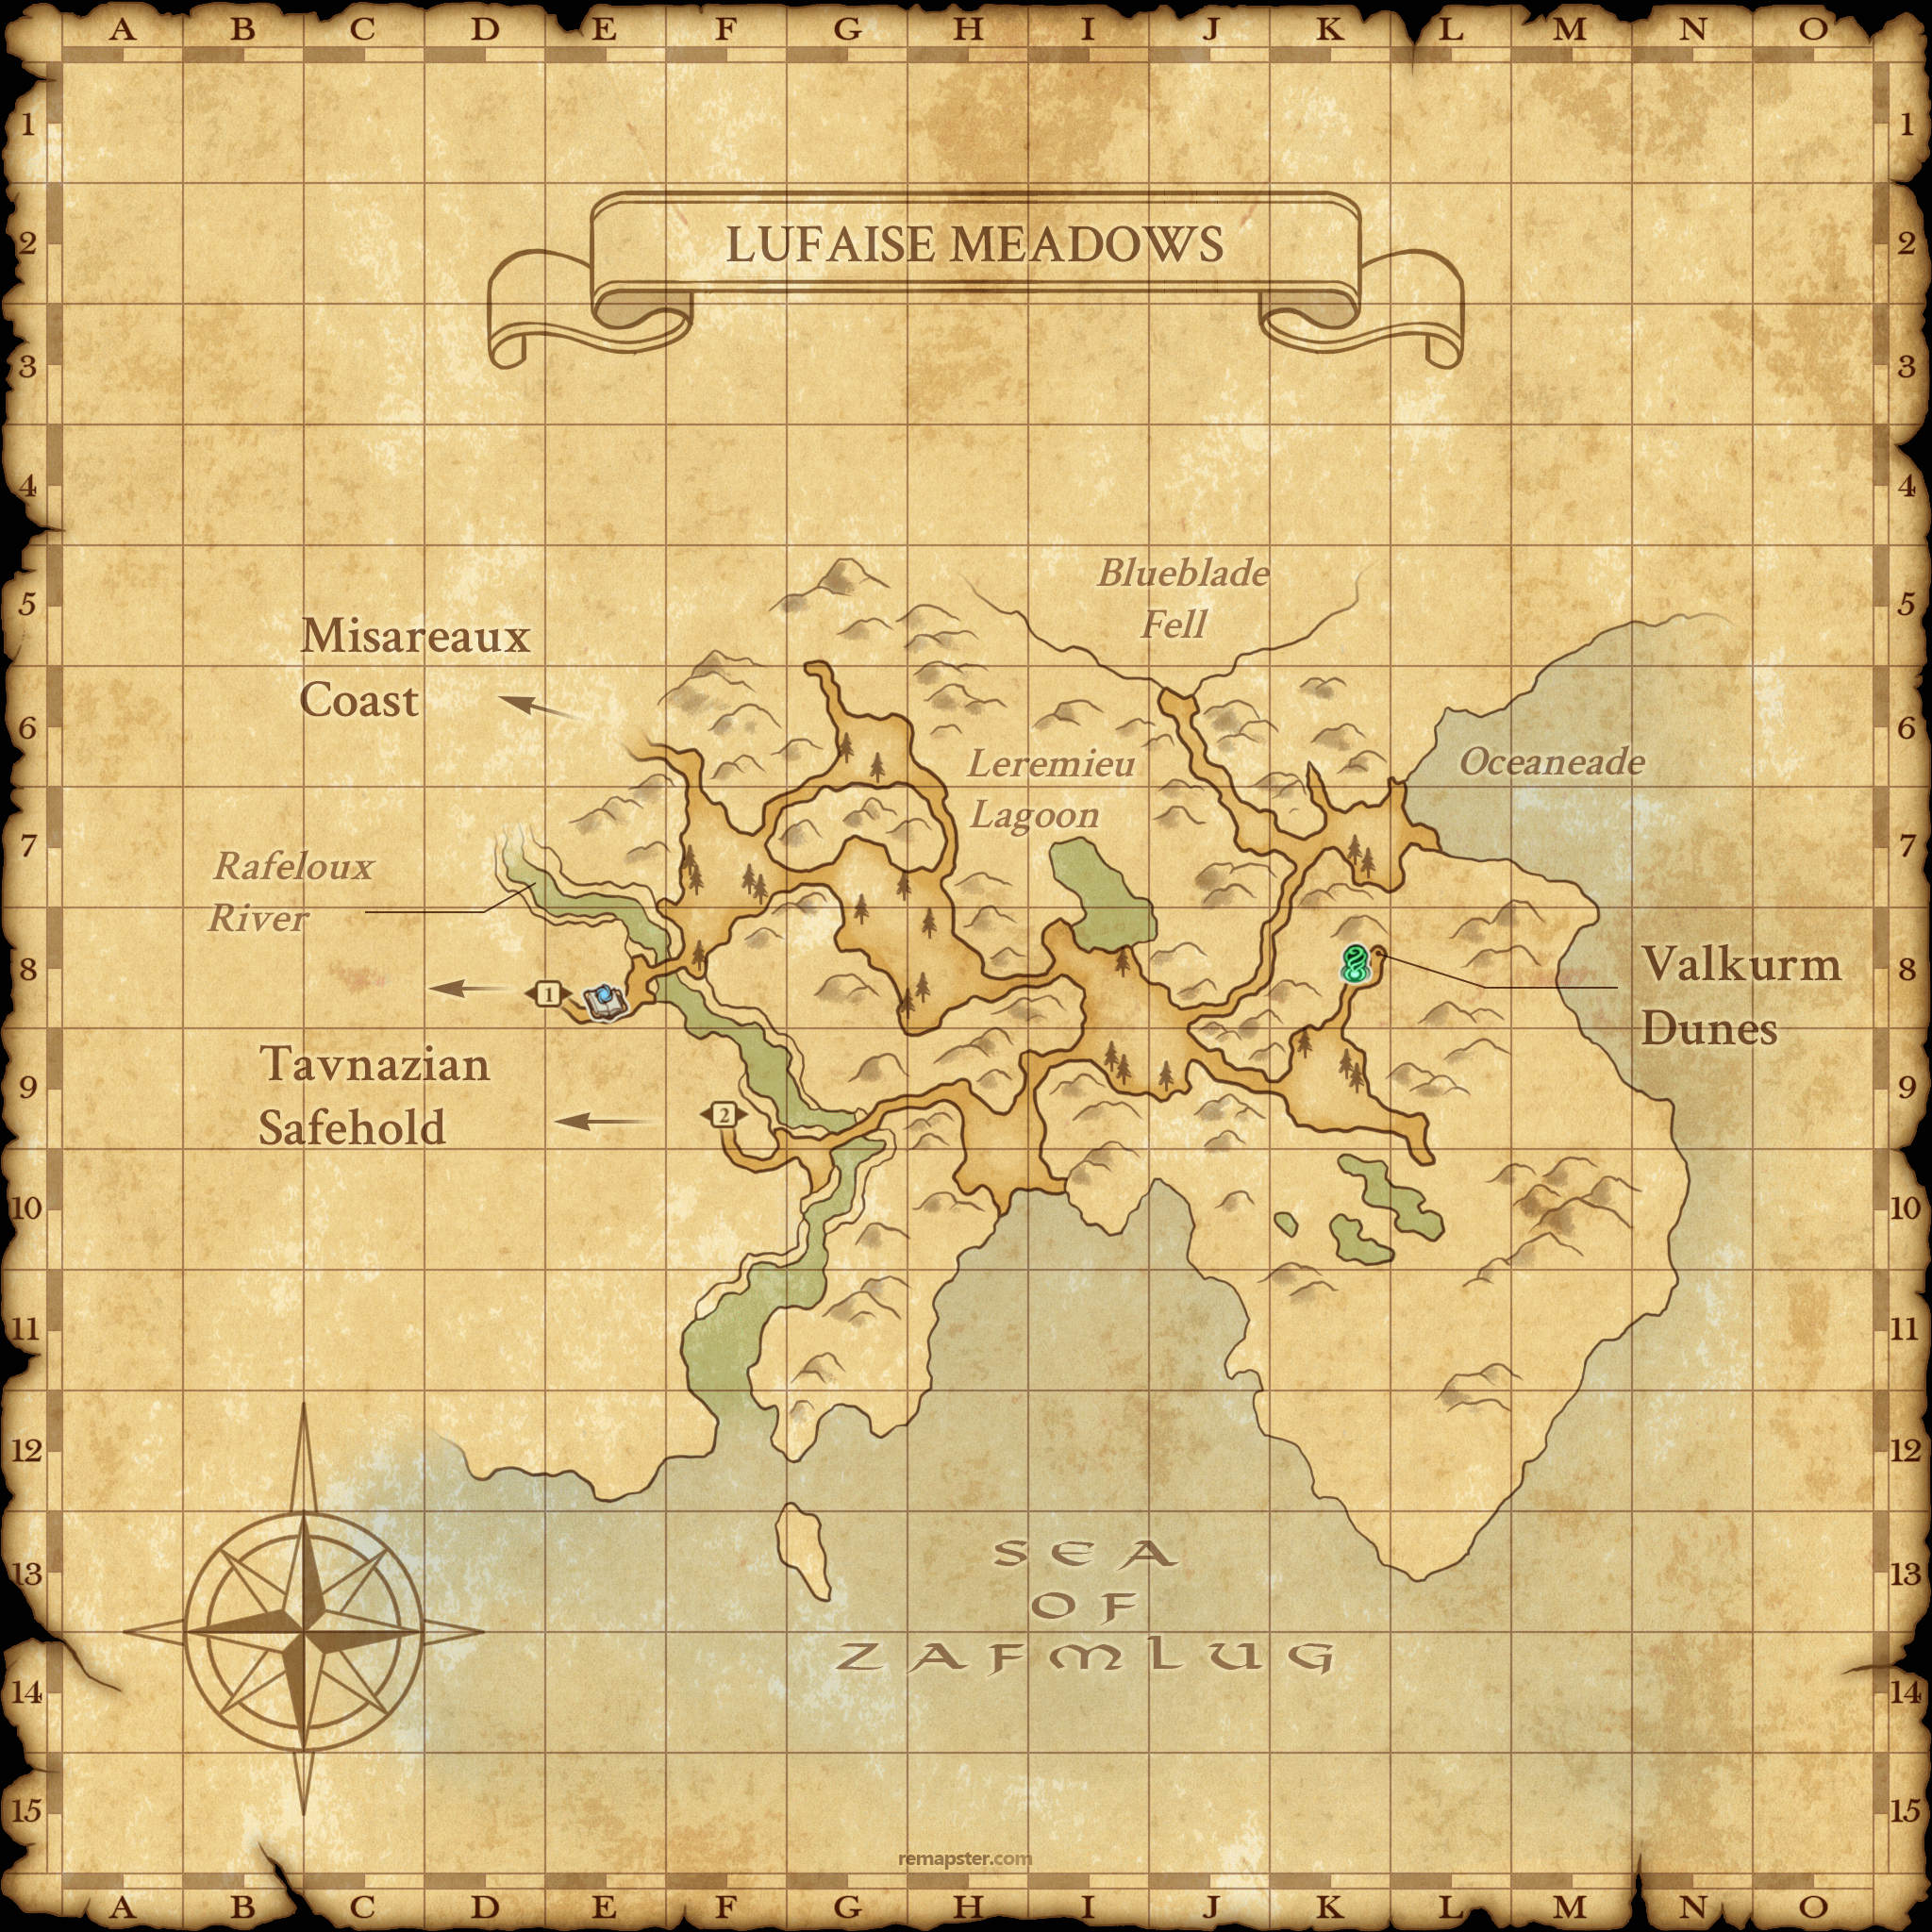 A B C D E F G H I J K L M N O
1 1
2 LUFAISE MEADOWS 2
3 3
4 4
Blueblade
5 5
Fell
Misareaux
Coast
6 6
Leremieu
Oceaneade
Lagoon
7 7
Rafeloux
River
8 8
Valkurm
Dunes
1
Tavnazian
Safehold
9 9
2
10 10
11 11
12 12
SEA
13 13
OF
ZAFMLUG
14 14
15 15
remapster.com
A B C D E F G H I J K L M N O